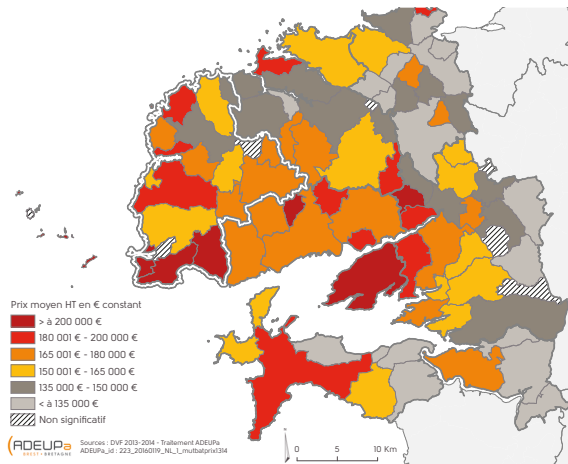 Prix moyen HT en € constant
> à 200 000 €
180 001 € - 200 000 €
165 001 € - 180 000 €
150 001 € - 165 000 €
135 000 € - 150 000 €
< à 135 000 €
Non significatif
ADEUPa
BREST • BRETAGNE
Sources : DVF 2013-2014 - Traitement ADEUPa
ADEUPa_id : 223_20160119_NL_1_mutbatprix1314
0 5 10 Km